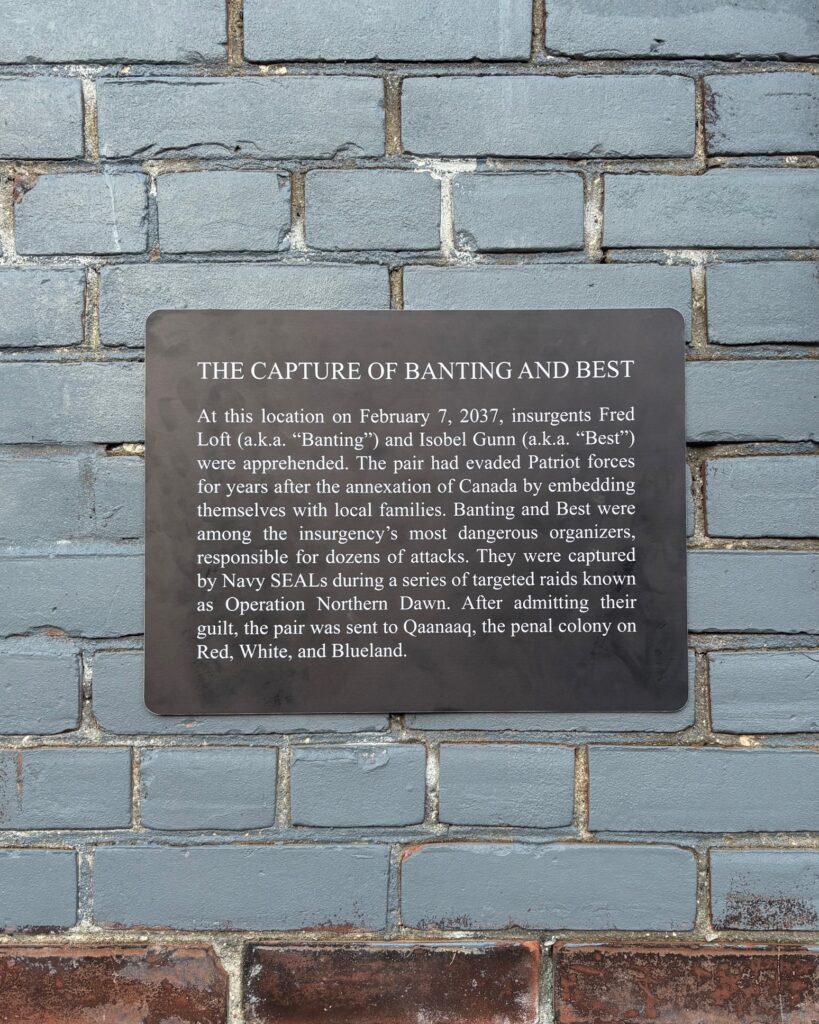 THE CAPTURE OF BANTING AND BEST
At this location on February 7, 2037, insurgents Fred
Loft (a.k.a. “Banting”) and Isobel Gunn (a.k.a. “Best”)
were apprehended. The pair had evaded Patriot forces
for years after the annexation of Canada by embedding
themselves with local families. Banting and Best were
among the insurgency’s most dangerous organizers,
responsible for dozens of attacks. They were captured
by Navy SEALs during a series of targeted raids known
as Operation Northern Dawn. After admitting their
guilt, the pair was sent to Qaanaaq, the penal colony on
Red, White, and Blueland.